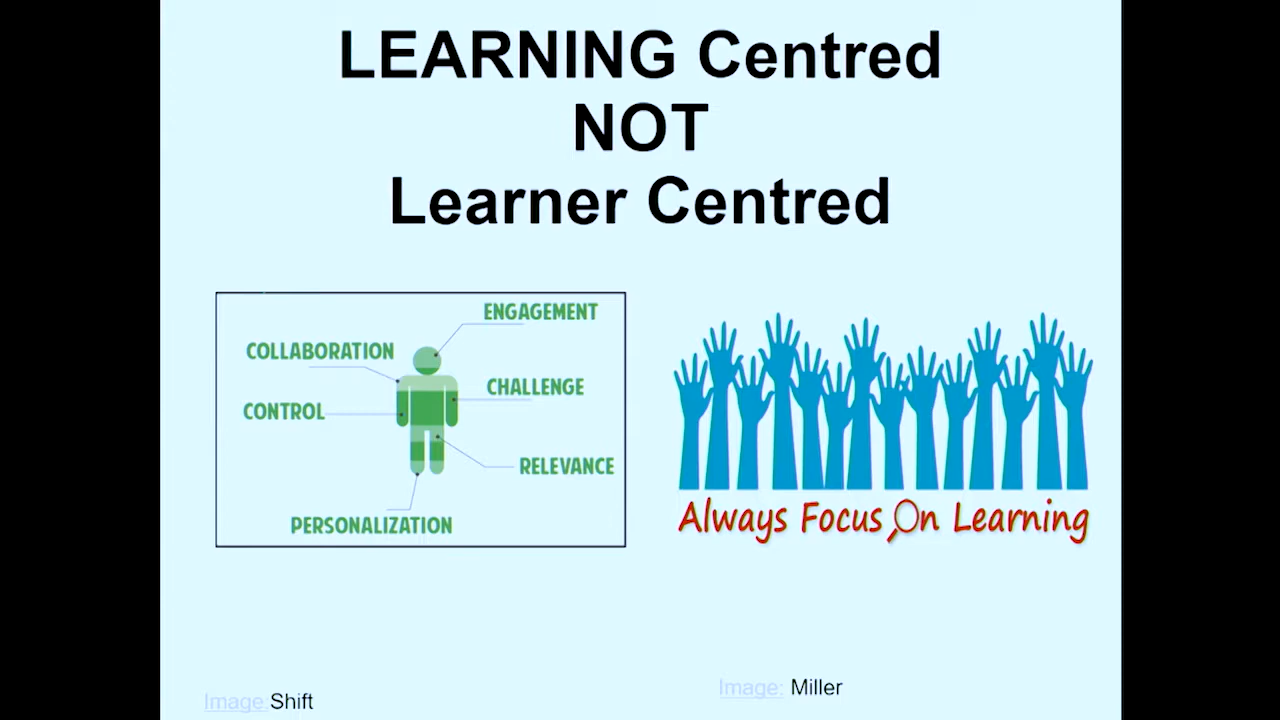 LEARNING Centred
NOT
Learner Centred
ENGAGEMENT
COLLABORATION
CHALLENGE
CONTROL
RELEVANCE
PERSONALIZATION
Always Focus On Learning
Image:Shift
Image: Miller